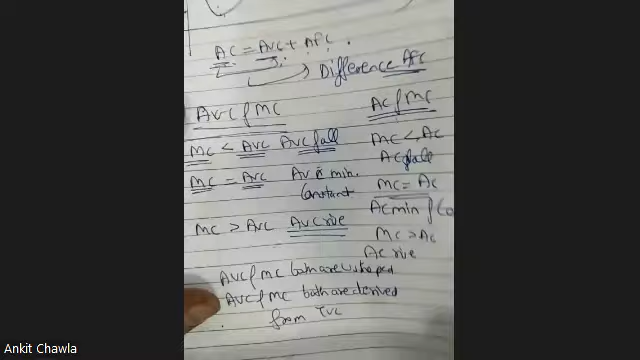 AC = AVC + AFC .
Difference AFC
AVC & MC
MC < AVC AVC fall
MC = AVC AVC is min.
Constant
MC > AVC AVC rise
AC & MC
MC < AC
AC fall
MC = AC
AC min & Co
MC > AC
AC rise
AVC & MC both are U shaped
AVC & MC both are derived
from TVC
Ankit Chawla